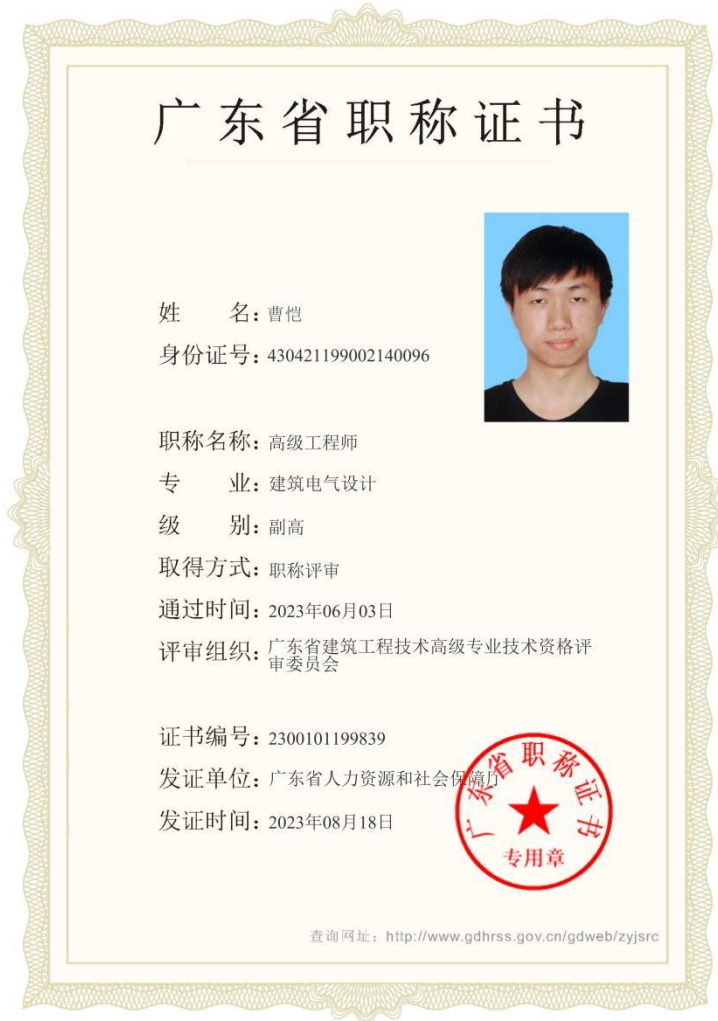 广东省职称证书
姓 名：曹恺
身份证号：430421199002140096
职称名称：高级工程师
专 业：建筑电气设计
级 别：副高
取得方式：职称评审
通过时间：2023年06月03日
评审组织：广东省建筑工程技术高级专业技术资格评
审委员会
证书编号：2300101199839
发证单位：广东省人力资源和社会保障厅
发证时间：2023年08月18日
广东省职称证书
专用章
查询网址：http://www.gdhrss.gov.cn/gdweb/zyjsrc